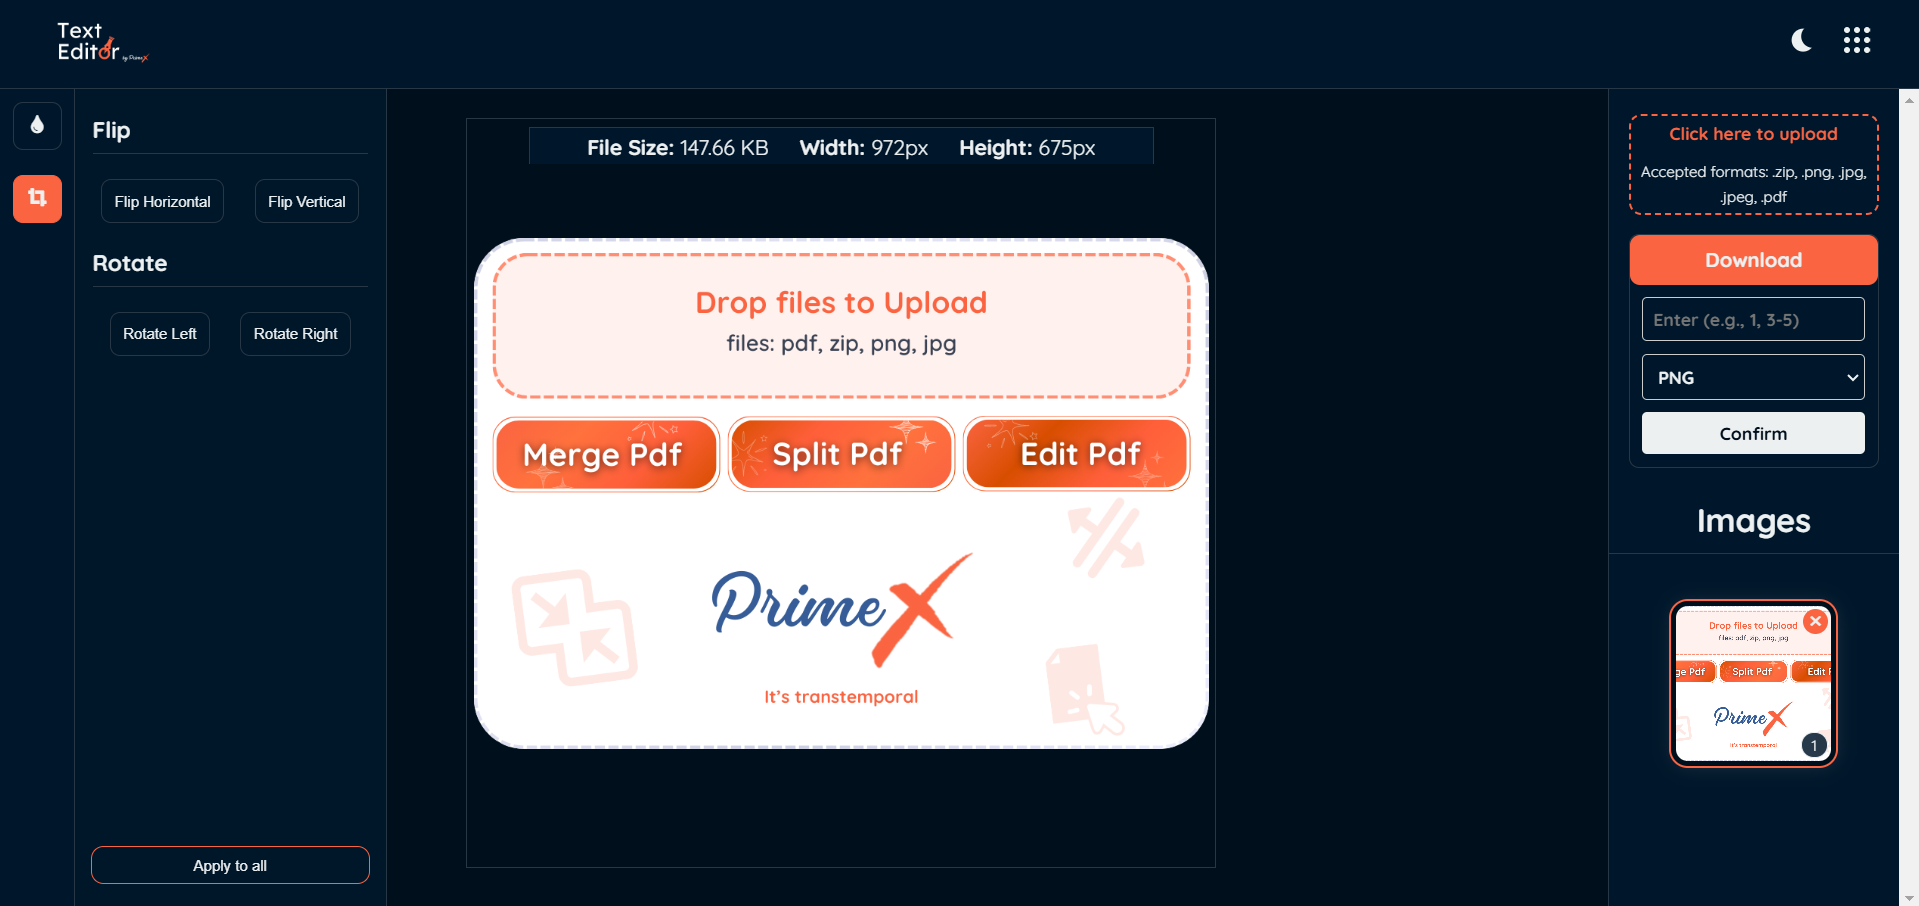 Text
Editor
by PrimeX
Flip
Flip Horizontal
Flip Vertical
Rotate
Rotate Left
Rotate Right
Apply to all
File Size: 147.66 KB Width: 972px Height: 675px
Drop files to Upload
files: pdf, zip, png, jpg
Merge Pdf
Split Pdf
Edit Pdf
PrimeX
It's transtemporal
Click here to upload
Accepted formats: .zip, .png, .jpg,
.jpeg, .pdf
Download
Enter (e.g., 1, 3-5)
PNG
Confirm
Images
Drop files to Upload
files: pdf, zip, png, jpg
ge Pdf
Split Pdf
Edit
PrimeX
It's transtemporal
1